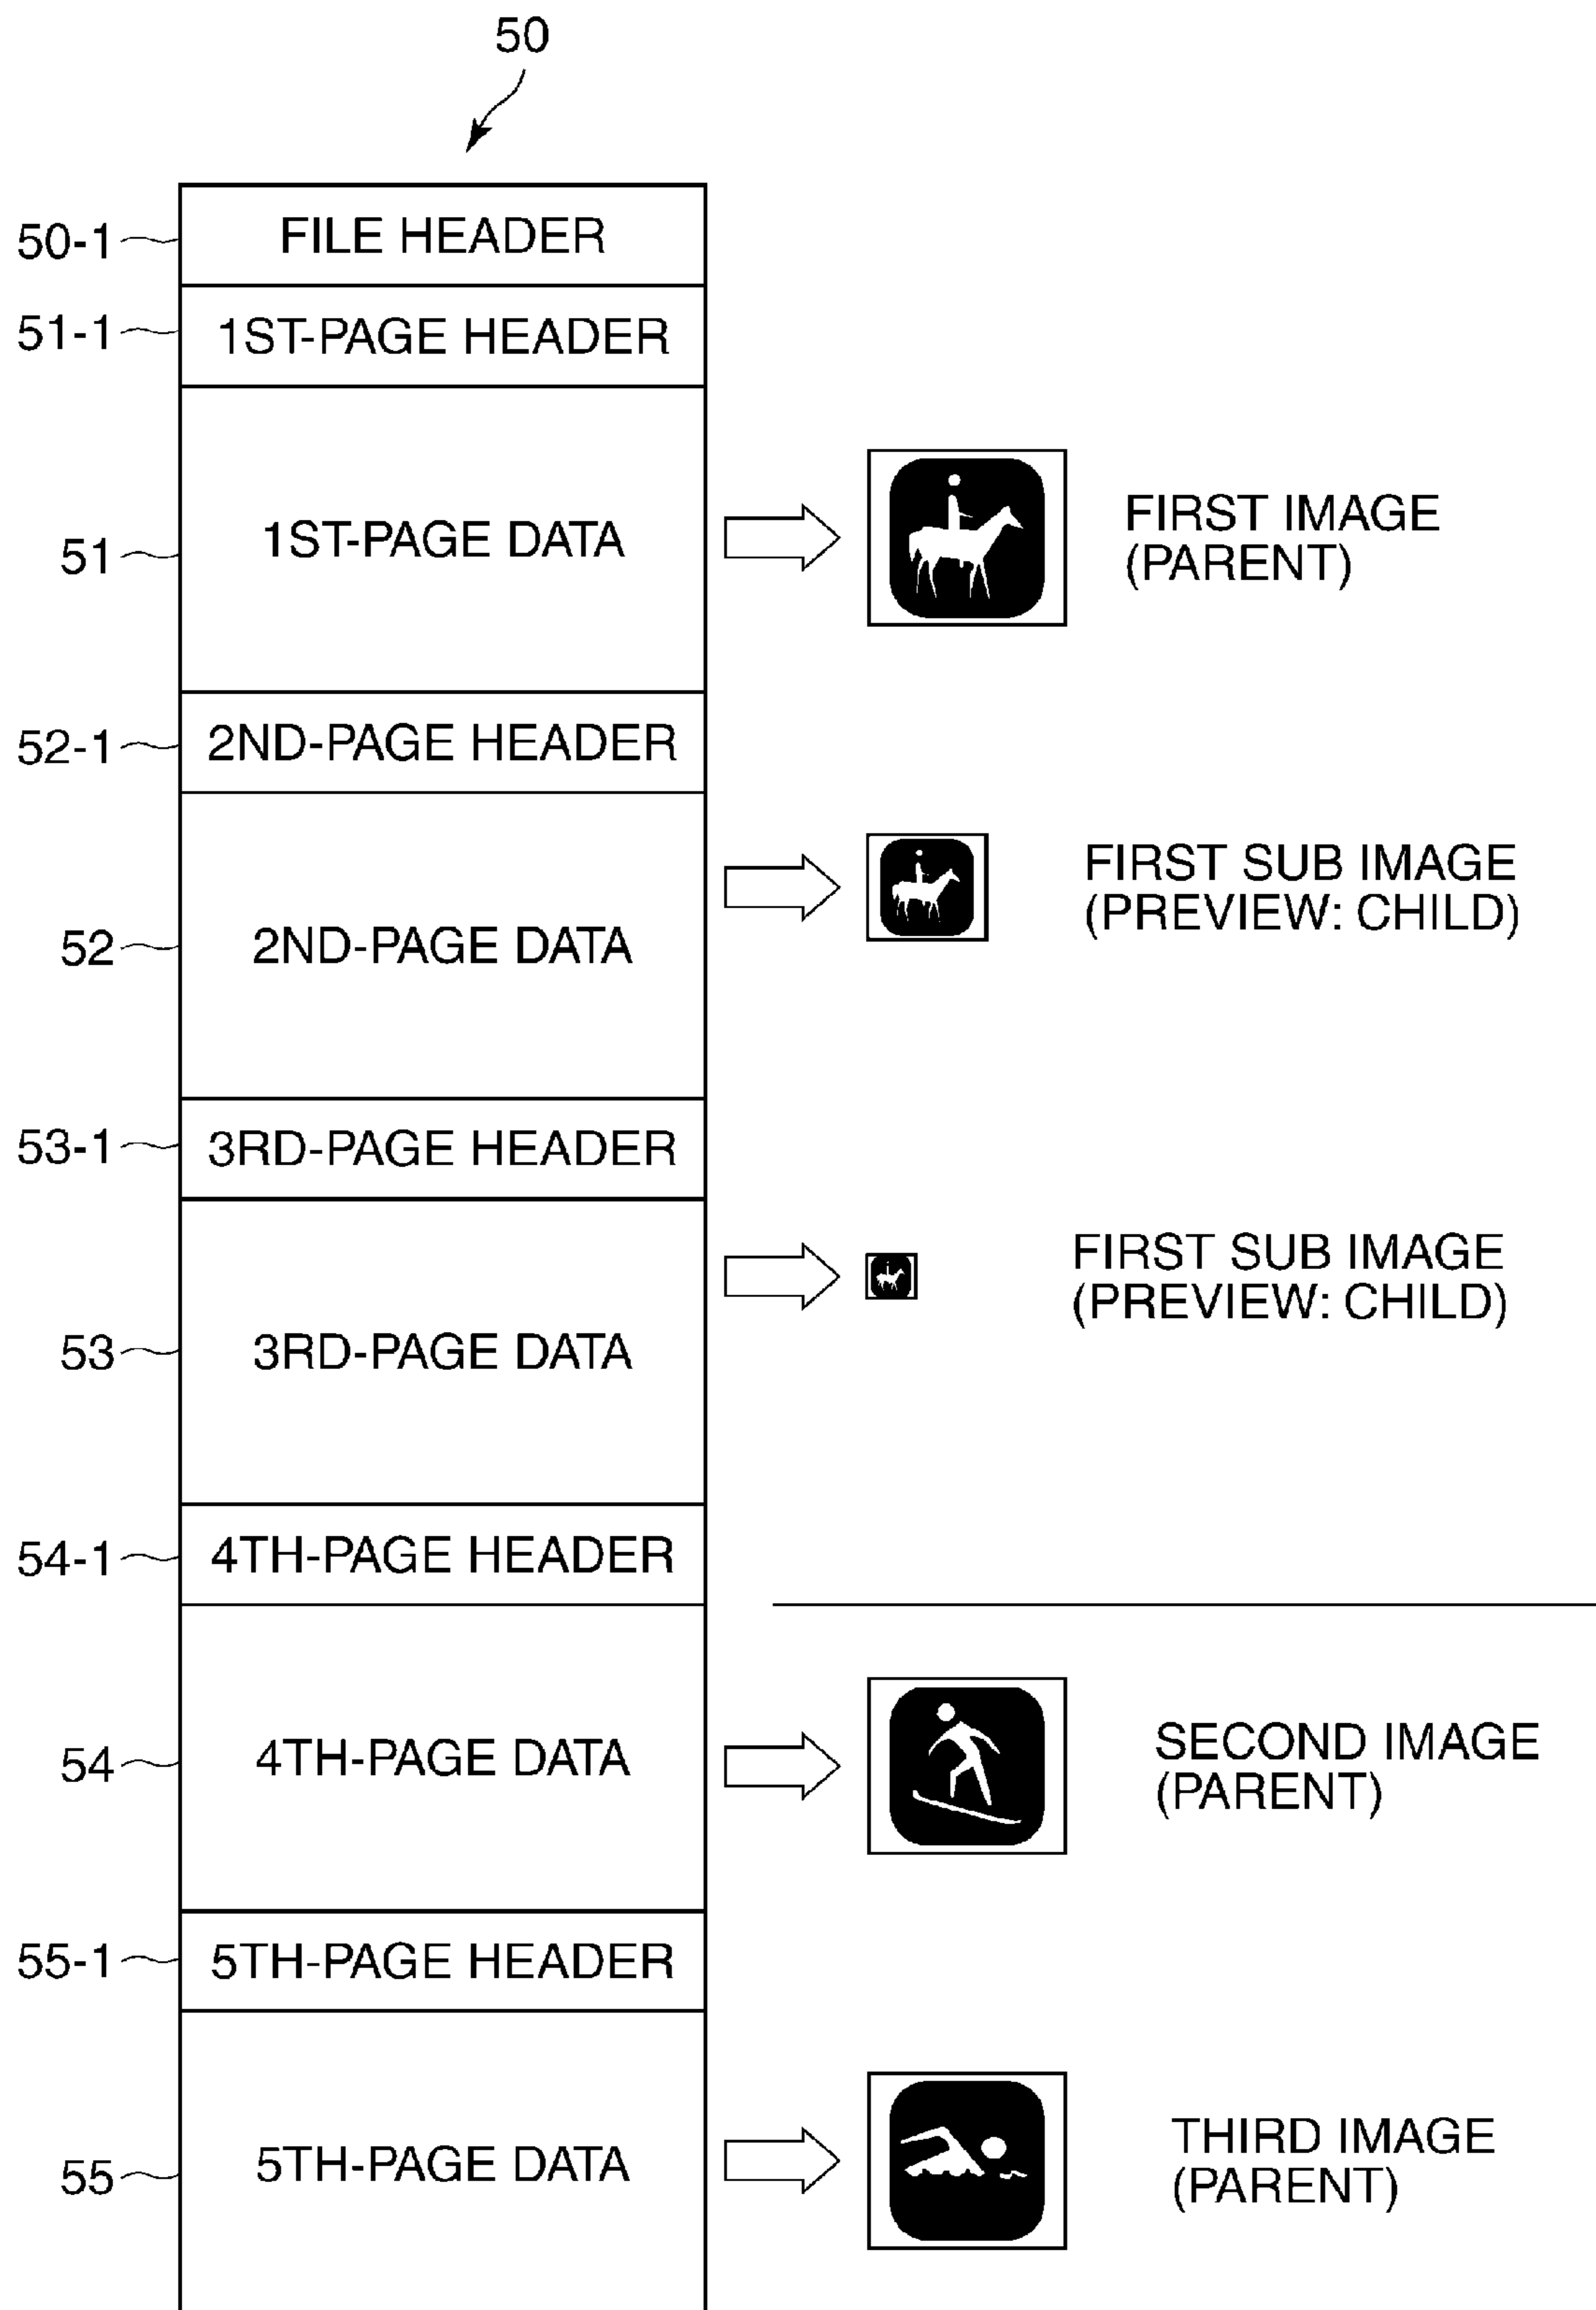 50
50-1
FILE HEADER
51-1
1ST-PAGE HEADER
51
1ST-PAGE DATA
FIRST IMAGE
(PARENT)
52-1
2ND-PAGE HEADER
52
2ND-PAGE DATA
FIRST SUB IMAGE
(PREVIEW: CHILD)
53-1
3RD-PAGE HEADER
53
3RD-PAGE DATA
FIRST SUB IMAGE
(PREVIEW: CHILD)
54-1
4TH-PAGE HEADER
54
4TH-PAGE DATA
SECOND IMAGE
(PARENT)
55-1
5TH-PAGE HEADER
55
5TH-PAGE DATA
THIRD IMAGE
(PARENT)